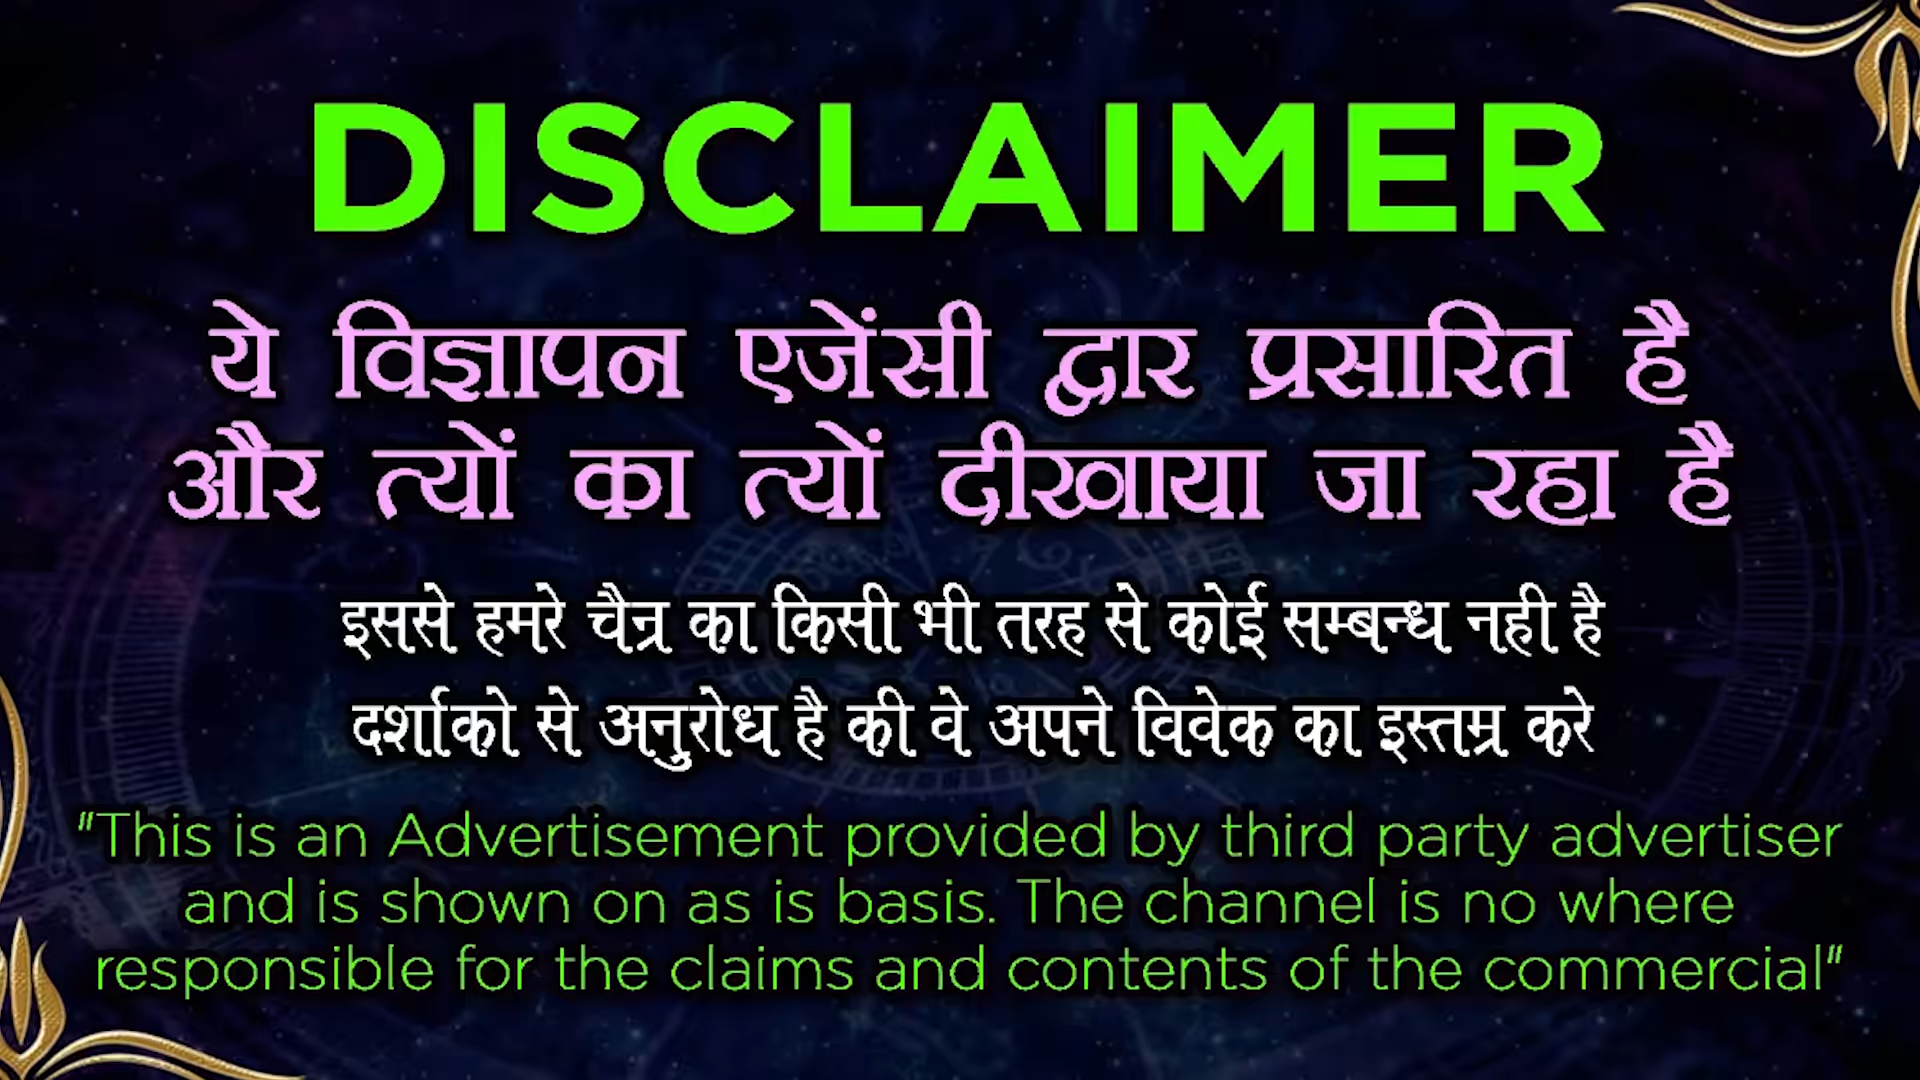 DISCLAIMER
ये विज्ञापन एजेंसी द्वार प्रसारित है
और त्यों का त्यों दीखाया जा रहा है
इससे हमरे चैन्र का किसी भी तरह से कोई सम्बन्ध नही है
दर्शाको से अनुरोध है की वे अपने विवेक का इस्तम्र करे
"This is an Advertisement provided by third party advertiser
and is shown on as is basis. The channel is no where
responsible for the claims and contents of the commercial"